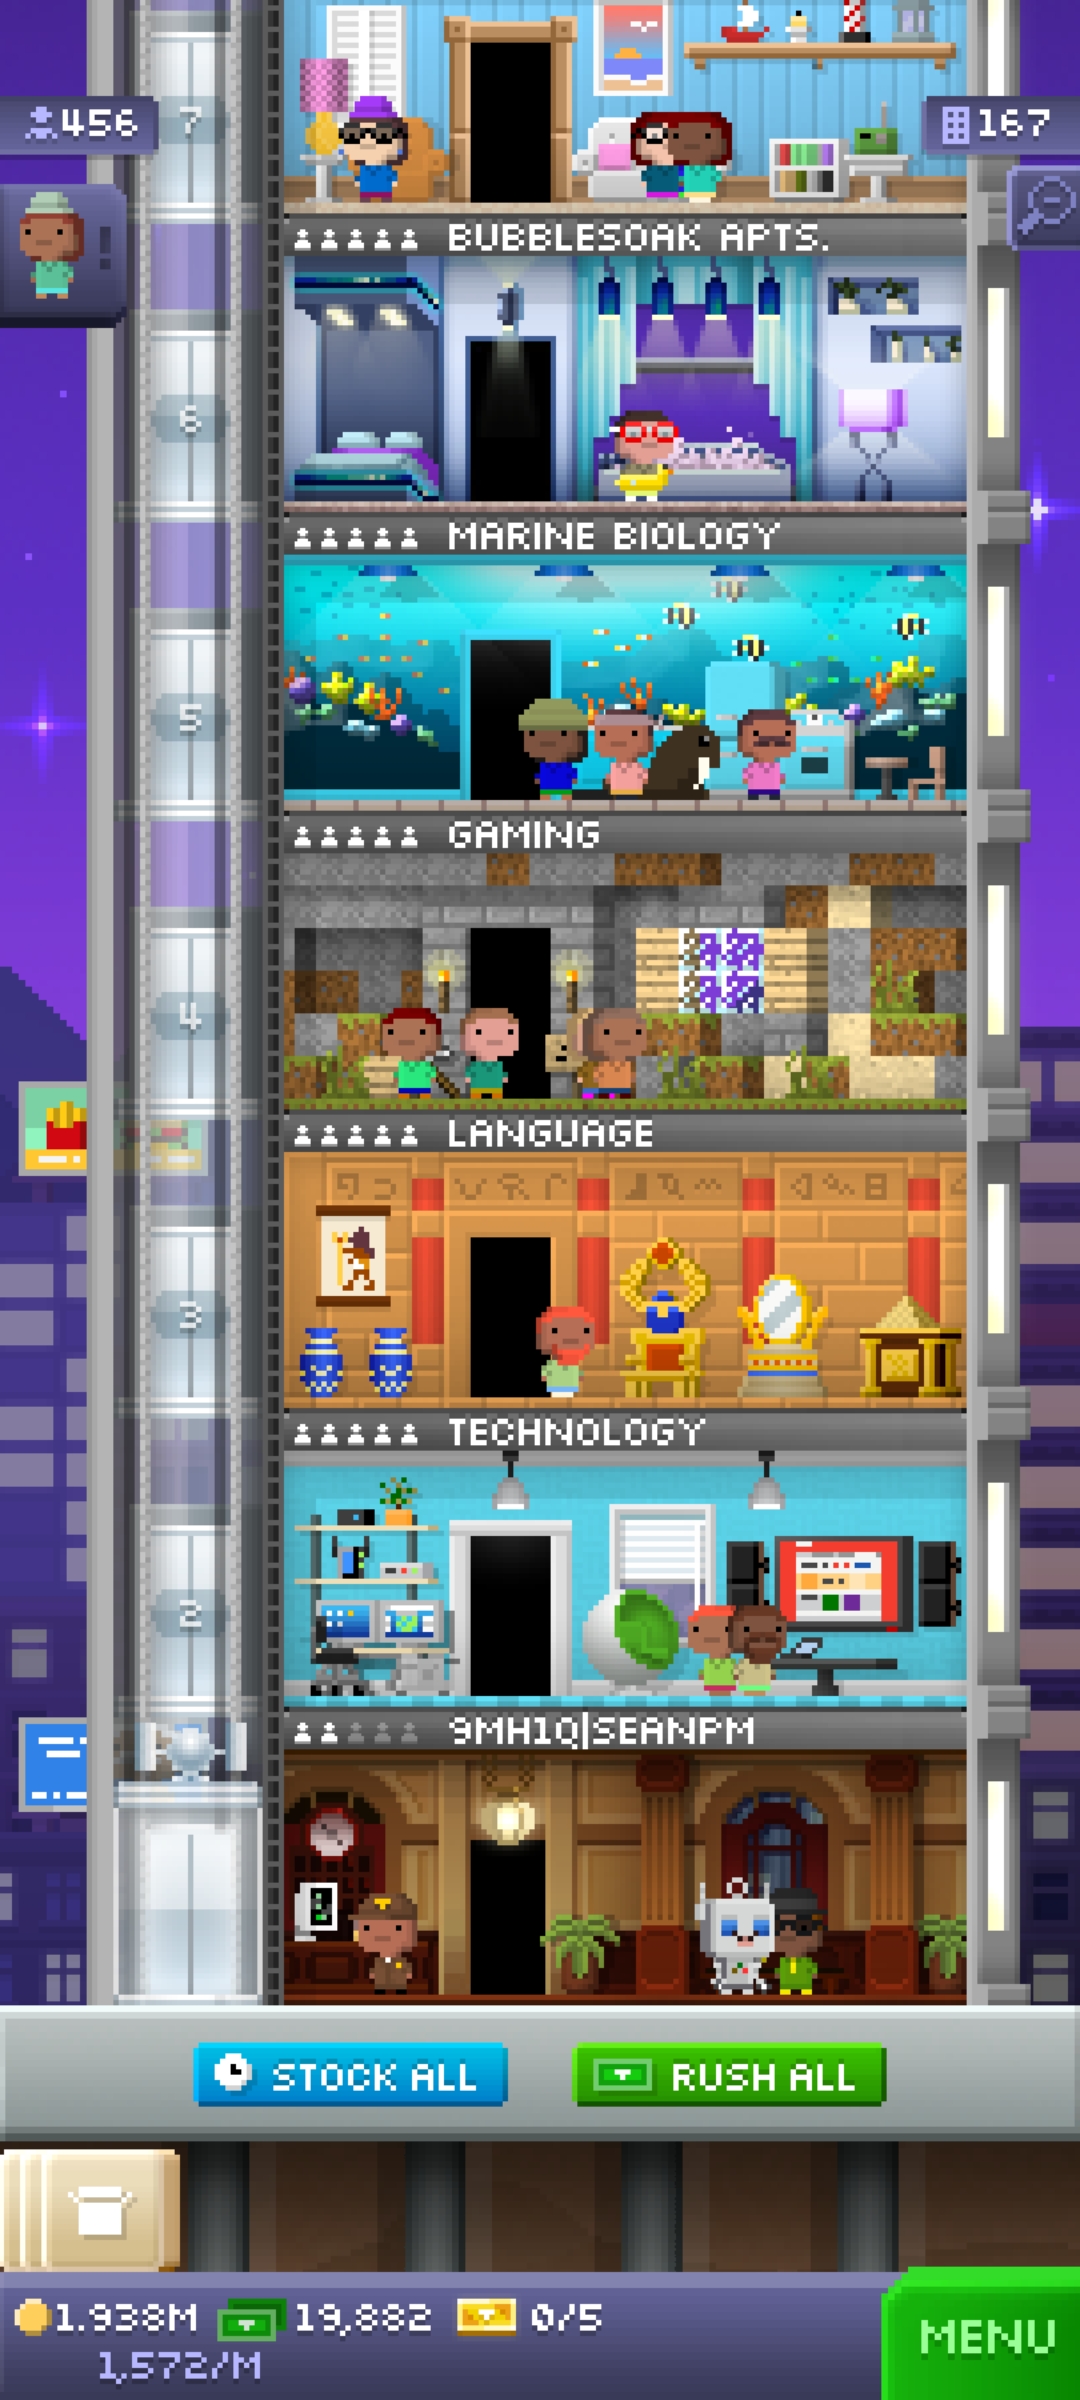 7
456
167
BUBBLESOAK APTS.
6
MARINE BIOLOGY
5
GAMING
4
LANGUAGE
3
TECHNOLOGY
2
9MH1Q|SEANPM
STOCK ALL
RUSH ALL
1.938M 19,882 0/5
1,572/M
MENU